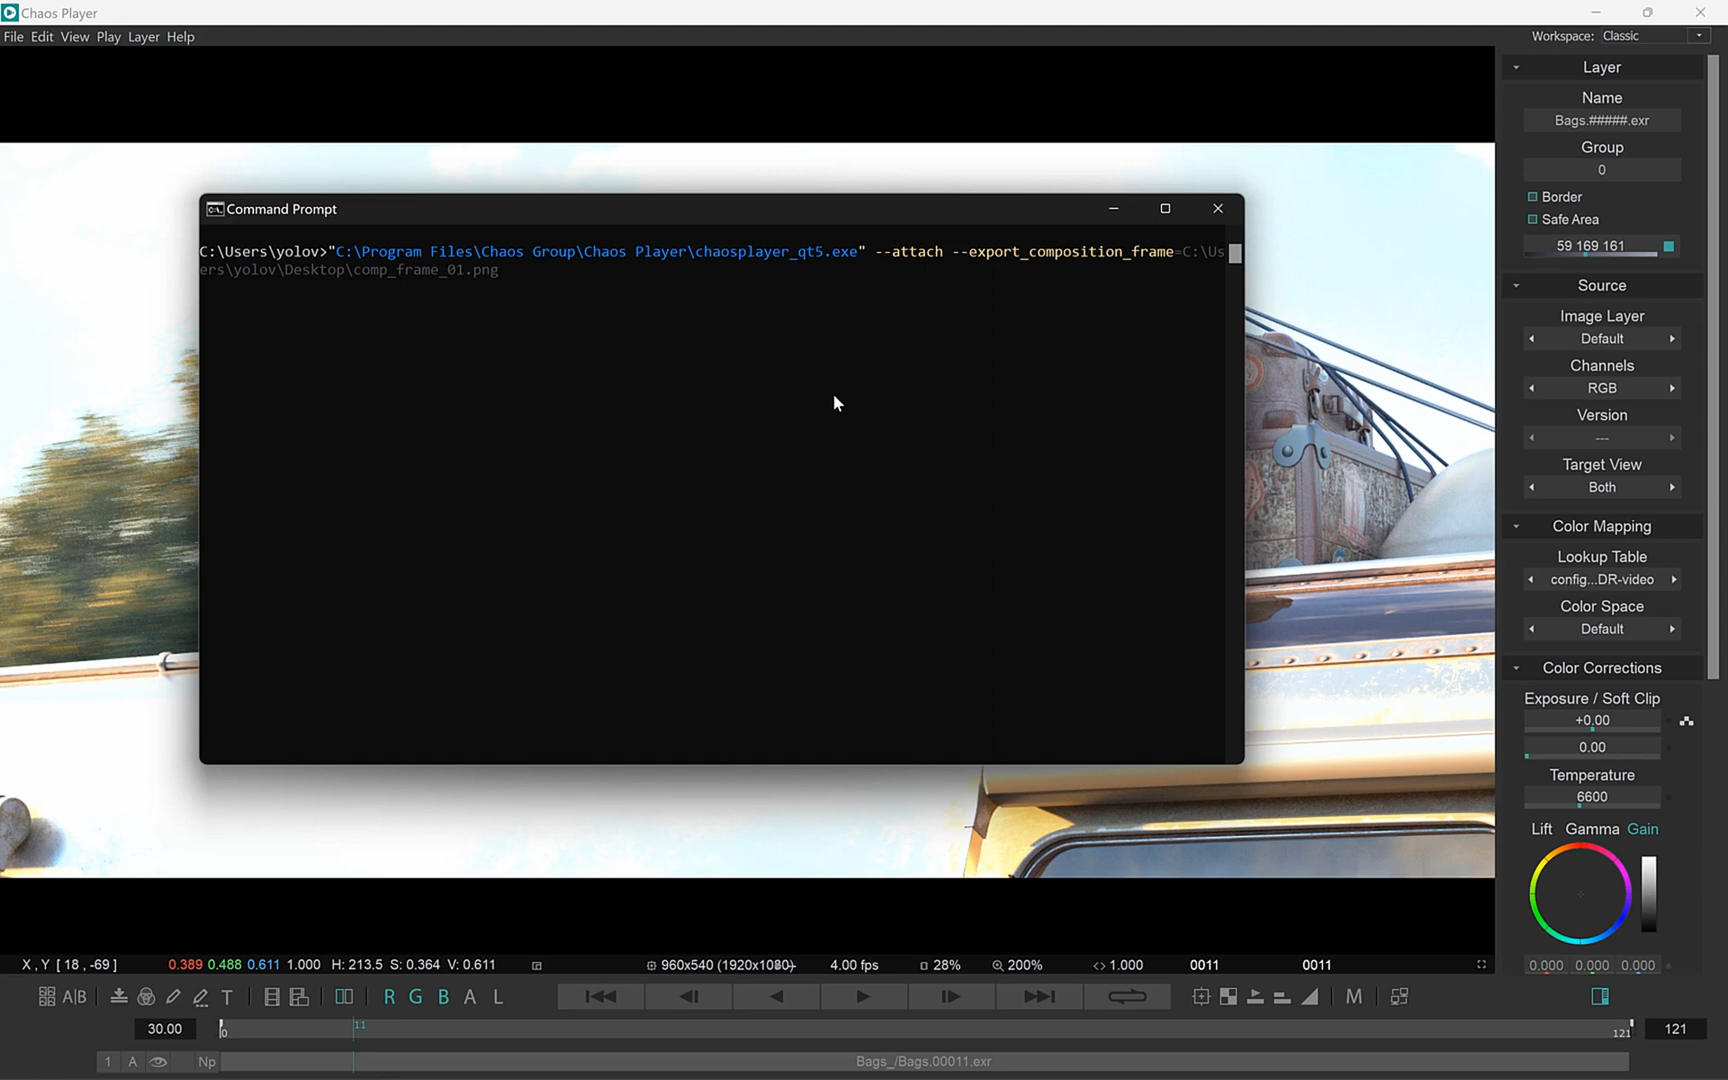 Chaos Player
File Edit View Play Layer Help
Workspace: Classic
Command Prompt
C:\Users\yolov>"C:\Program Files\Chaos Group\Chaos Player\chaosplayer_qt5.exe" --attach --export_composition_frame=C:\Us
ers\yolov\Desktop\comp_frame_01.png
Layer
Name
Bags.#####.exr
Group
0
Border
Safe Area
59 169 161
Source
Image Layer
Default
Channels
RGB
Version
---
Target View
Both
Color Mapping
Lookup Table
config...DR-video
Color Space
Default
Color Corrections
Exposure / Soft Clip
+0.00
0.00
Temperature
6600
Lift Gamma Gain
0.000 0.000 0.000
X , Y [ 18 , -69 ] 0.389 0.488 0.611 1.000 H: 213.5 S: 0.364 V: 0.611 960x540 (1920x1080) 4.00 fps 28% 200% <> 1.000 0011 0011
A|B T R G B A L M
30.00 0 11 121 121
1 A Np Bags_/Bags.00011.exr